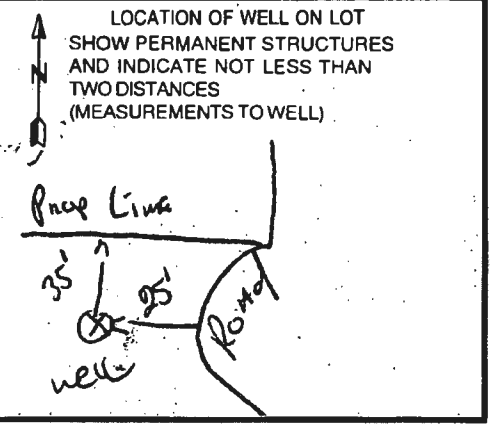 LOCATION OF WELL ON LOT
SHOW PERMANENT STRUCTURES
AND INDICATE NOT LESS THAN
TWO DISTANCES
(MEASUREMENTS TO WELL)
N
Prop Line
35'
25'
Road
well